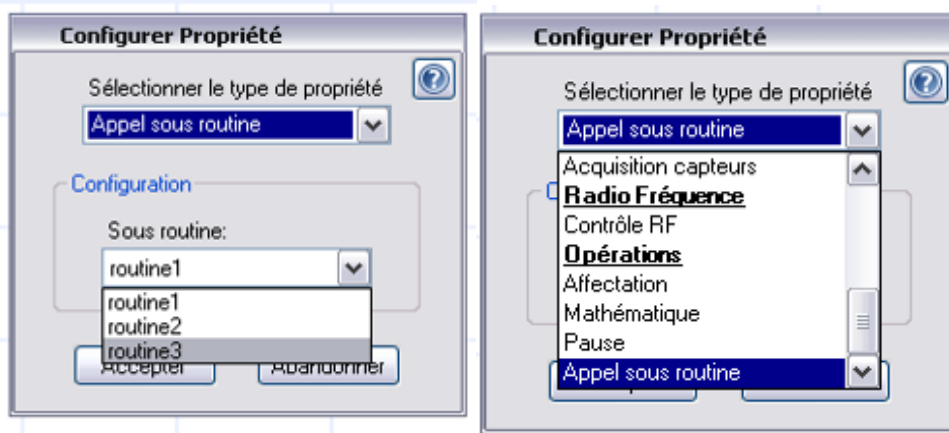 Configurer Propriété
Sélectionner le type de propriété
Appel sous routine
Configuration
Sous routine:
routine1
routine1
routine2
routine3
Accepter
Abandonner
Configurer Propriété
Sélectionner le type de propriété
Appel sous routine
Acquisition capteurs
Radio Fréquence
Contrôle RF
Opérations
Affectation
Mathématique
Pause
Appel sous routine